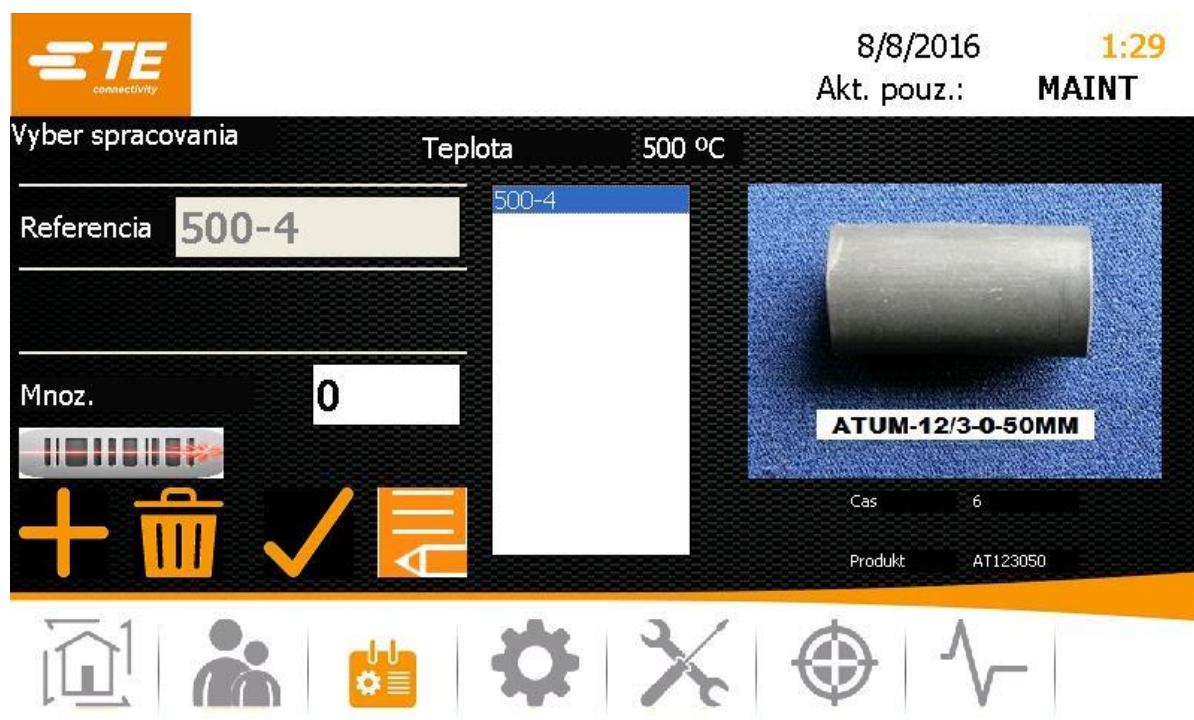 TE
connectivity
8/8/2016 1:29
Akt. pouz.: MAINT
Vyber spracovania
Teplota 500 ºC
Referencia 500-4
500-4
Mnoz. 0
ATUM-12/3-0-50MM
Cas 6
Produkt AT123050